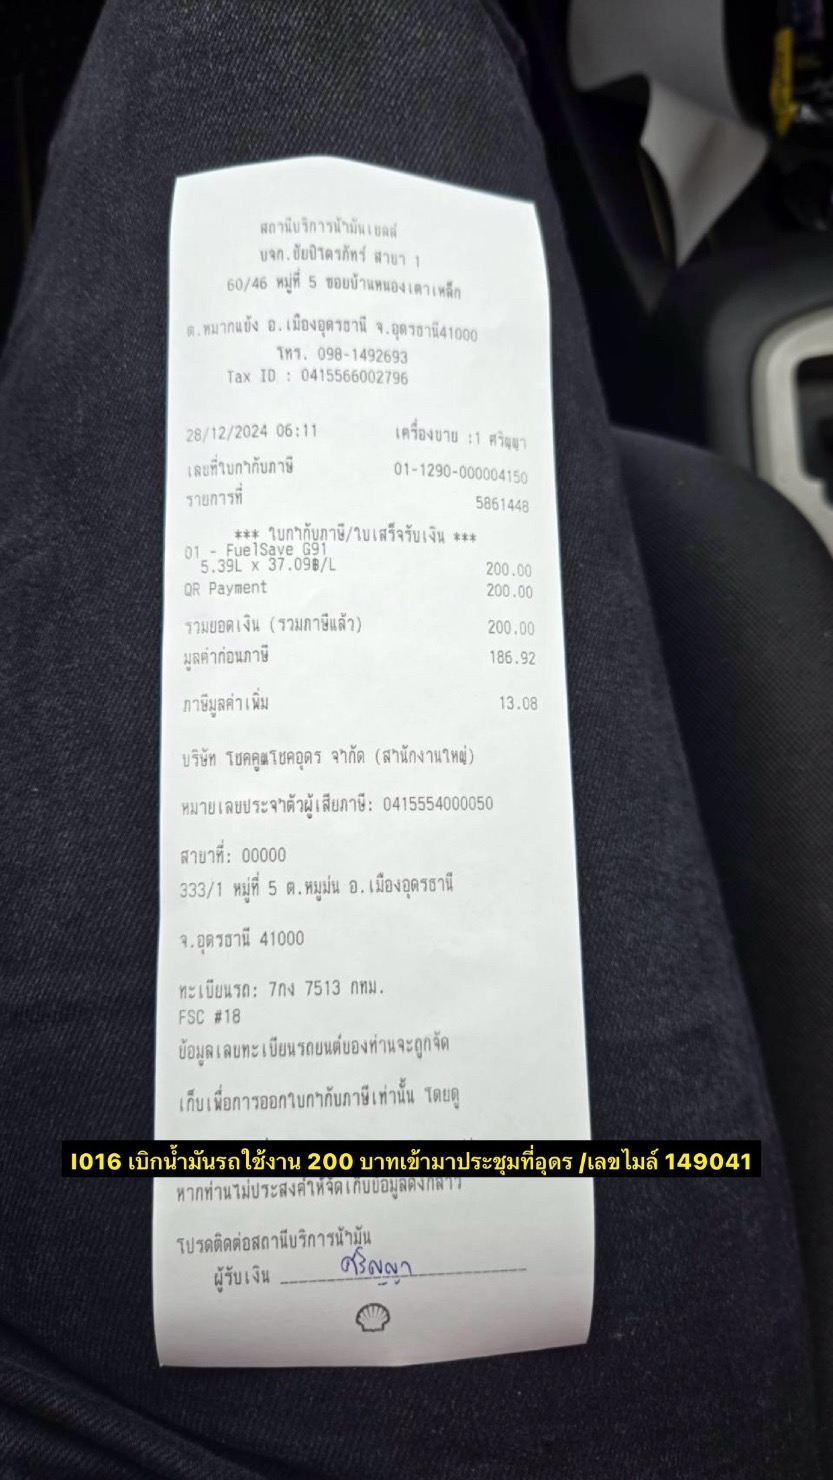 สถานีบริการน้ำมันเชลล์
บจก.ชัยปิโตรภัทร์ สาขา 1
60/46 หมู่ที่ 5 ซอยบ้านหนองเตาเหล็ก
ต.หมากแข้ง อ.เมืองอุดรธานี จ.อุดรธานี41000
โทร. 098-1492693
Tax ID : 0415566002796
28/12/2024 06:11 เครื่องขาย :1 ศริญญา
เลขที่ใบกำกับภาษี 01-1290-000004150
รายการที่ 5861448
*** ใบกำกับภาษี/ใบเสร็จรับเงิน ***
01 - FuelSave G91
5.39L x 37.09฿/L 200.00
QR Payment 200.00
รวมยอดเงิน (รวมภาษีแล้ว) 200.00
มูลค่าก่อนภาษี 186.92
ภาษีมูลค่าเพิ่ม 13.08
บริษัท โชคคูณโชคอุดร จำกัด (สำนักงานใหญ่)
หมายเลขประจำตัวผู้เสียภาษี: 0415554000050
สาขาที่: 00000
333/1 หมู่ที่ 5 ต.หมูม่น อ.เมืองอุดรธานี
จ.อุดรธานี 41000
ทะเบียนรถ: 7กง 7513 กทม.
FSC #18
ข้อมูลเลขทะเบียนรถยนต์ของท่านจะถูกจัด
เก็บเพื่อการออกใบกำกับภาษีเท่านั้น โดยดู
I016 เบิกน้ำมันรถใช้งาน 200 บาทเข้ามาประชุมที่อุดร /เลขไมล์ 149041
หากท่านไม่ประสงค์ให้จัดเก็บข้อมูลดังกล่าว
โปรดติดต่อสถานีบริการน้ำมัน
ผู้รับเงิน ศริญญา